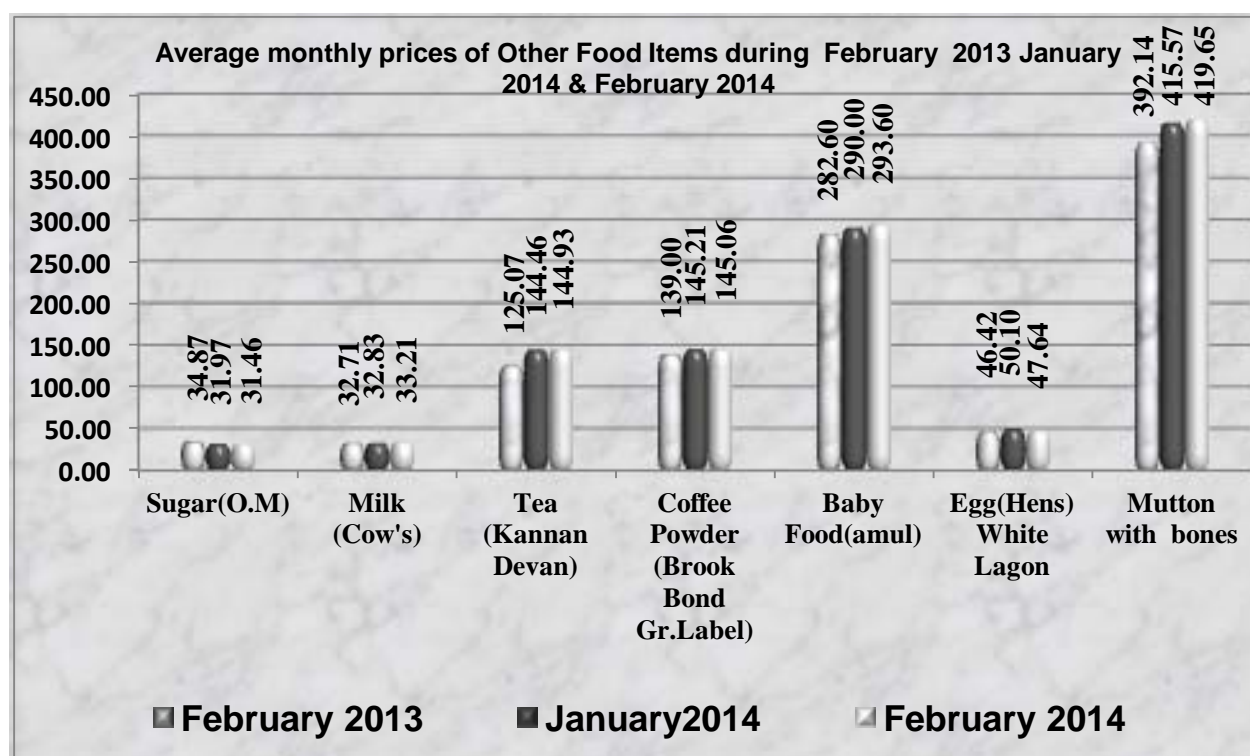 Average monthly prices of Other Food Items during February 2013 January
2014 & February 2014
450.00
400.00
350.00
300.00
250.00
200.00
150.00
100.00
50.00
0.00
34.87
31.97
31.46
32.71
32.83
33.21
125.07
144.46
144.93
139.00
145.21
145.06
282.60
290.00
293.60
46.42
50.10
47.64
392.14
415.57
419.65
Sugar(O.M)
Milk
(Cow's)
Tea
(Kannan
Devan)
Coffee
Powder
(Brook
Bond
Gr.Label)
Baby
Food(amul)
Egg(Hens)
White
Lagon
Mutton
with bones
February 2013
January2014
February 2014